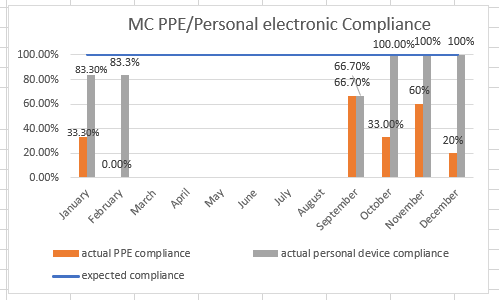 MC PPE/Personal electronic Compliance
100.00% 100% 100%
100.00%
83.30% 83.3%
66.70%
80.00%
66.70%
60.00%
60%
40.00%
33.30%
33.00%
20.00%
0.00%
20%
0.00%
January February March April May June July August September October November December
actual PPE compliance actual personal device compliance
expected compliance